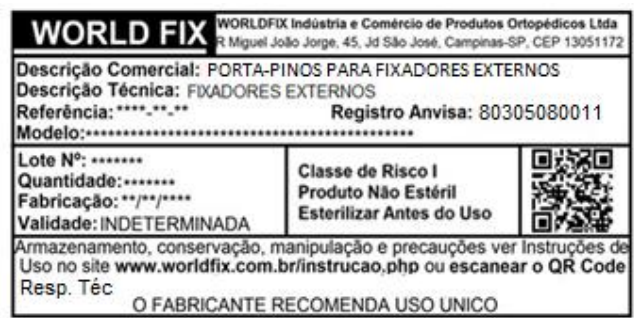 WORLD FIX
WORLDFIX Indústria e Comércio de Produtos Ortopédicos Ltda
R Miguel João Jorge, 45, Jd São José, Campinas-SP, CEP 13051172
Descrição Comercial: PORTA-PINOS PARA FIXADORES EXTERNOS
Descrição Técnica: FIXADORES EXTERNOS
Referência: ****-**-** Registro Anvisa: 80305080011
Modelo:********************************************
Lote Nº: *******
Quantidade:*******
Fabricação: **/**/****
Validade: INDETERMINADA
Classe de Risco I
Produto Não Estéril
Esterilizar Antes do Uso
Armazenamento, conservação, manipulação e precauções ver Instruções de
Uso no site www.worldfix.com.br/instrucao.php ou escanear o QR Code
Resp. Téc
O FABRICANTE RECOMENDA USO UNICO